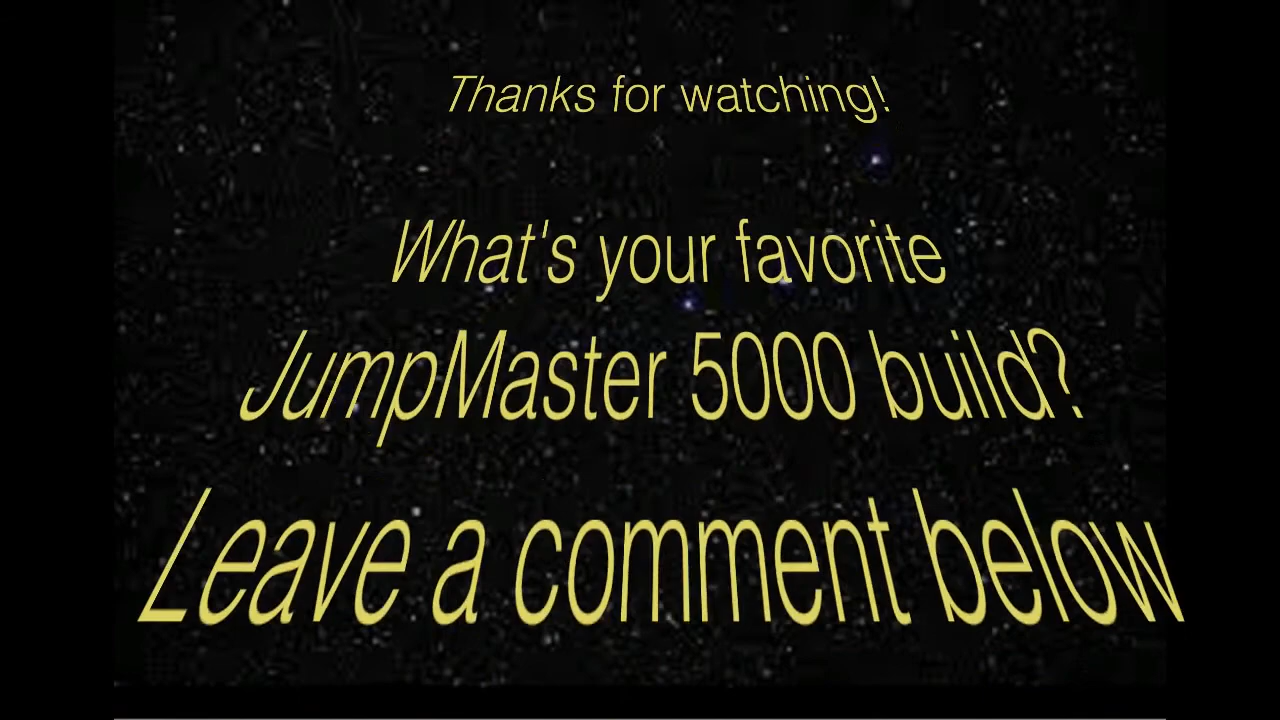 Thanks for watching!
What's your favorite
JumpMaster 5000 build?
Leave a comment below